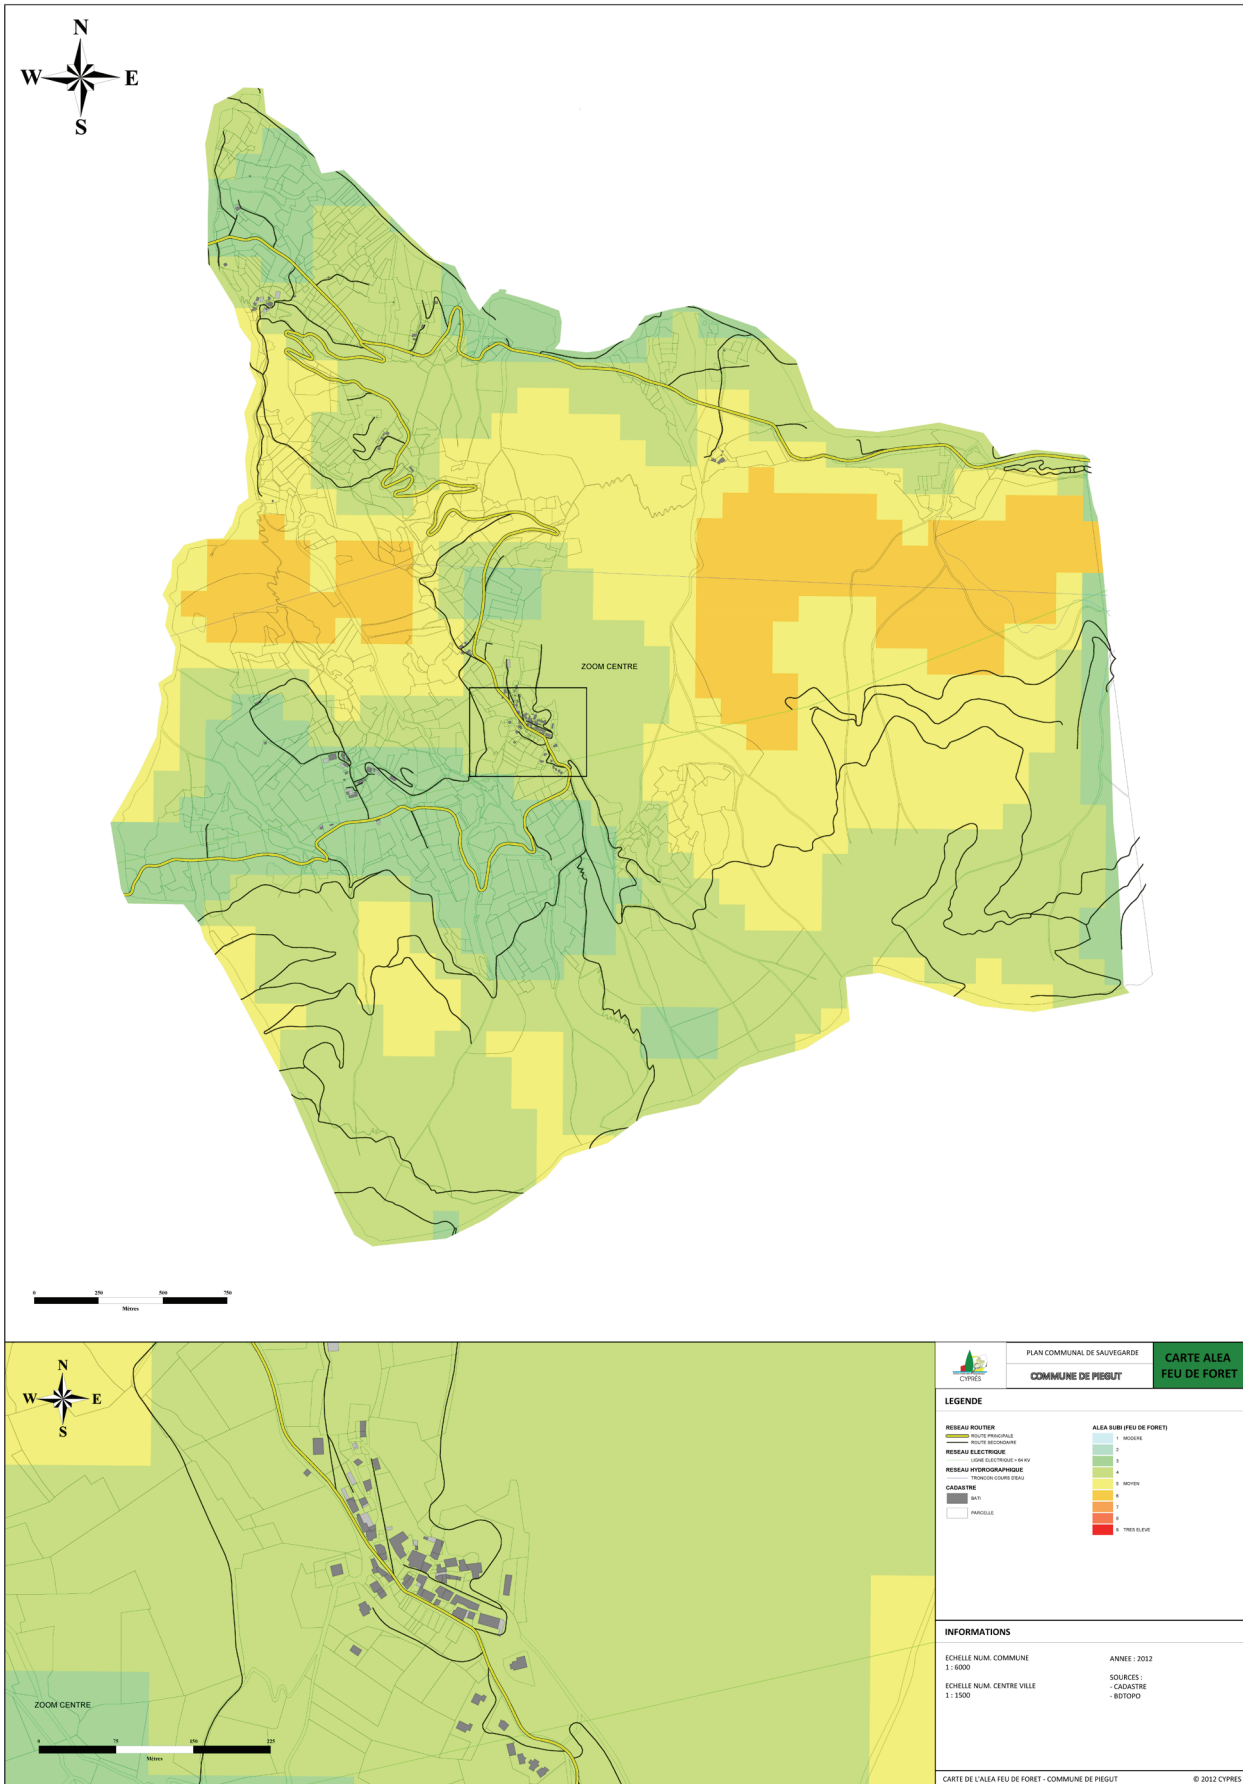 N
W E
S
ZOOM CENTRE
0 250 500 750
Mètres
N
W E
S
ZOOM CENTRE
0 75 150 225
Mètres
CYPRÈS
PLAN COMMUNAL DE SAUVEGARDE
COMMUNE DE PIEGUT
CARTE ALEA
FEU DE FORET
LEGENDE
RESEAU ROUTIER
ROUTE PRINCIPALE
ROUTE SECONDAIRE
RESEAU ELECTRIQUE
LIGNE ELECTRIQUE > 64 KV
RESEAU HYDROGRAPHIQUE
TRONCON COURS D'EAU
CADASTRE
BATI
PARCELLE
ALEA SUBI (FEU DE FORET)
1 MODERE
2
3
4
5 MOYEN
6
7
8
9 TRES ELEVE
INFORMATIONS
ECHELLE NUM. COMMUNE
1 : 6000
ECHELLE NUM. CENTRE VILLE
1 : 1500
ANNEE : 2012
SOURCES :
- CADASTRE
- BDTOPO
CARTE DE L'ALEA FEU DE FORET - COMMUNE DE PIEGUT
© 2012 CYPRES